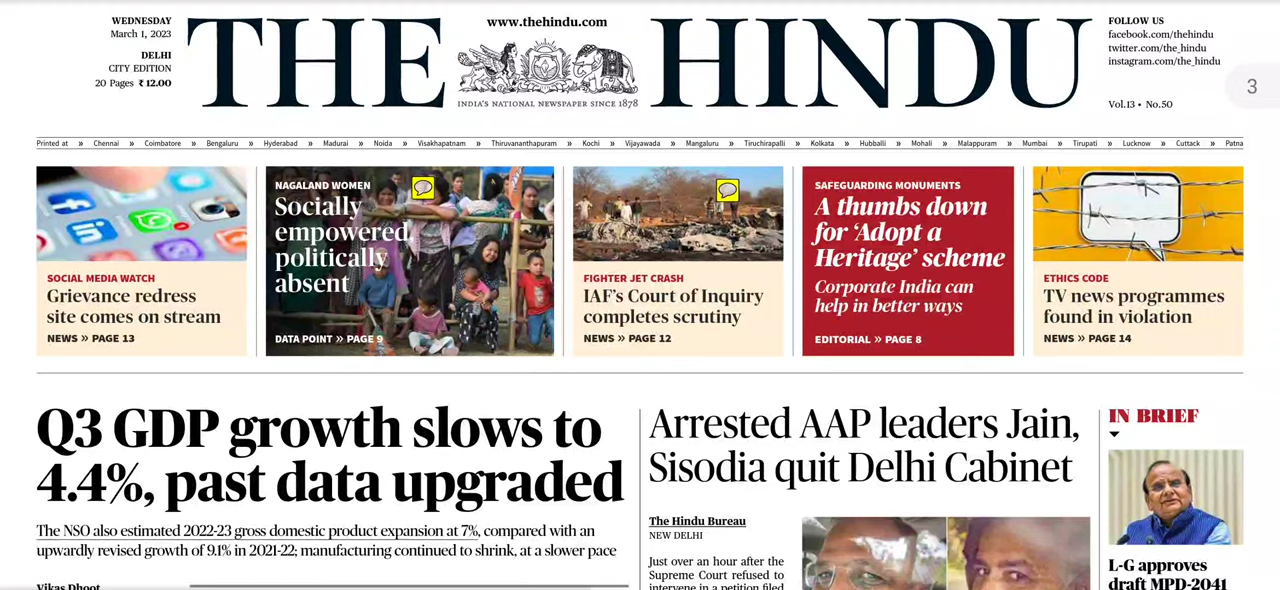 WEDNESDAY
March 1, 2023
DELHI
CITY EDITION
20 Pages ₹ 12.00
THE HINDU
www.thehindu.com
INDIA'S NATIONAL NEWSPAPER SINCE 1878
FOLLOW US
facebook.com/thehindu
twitter.com/the_hindu
instagram.com/the_hindu
Vol.13 • No.50
3
Printed at » Chennai » Coimbatore » Bengaluru » Hyderabad » Madurai » Noida » Visakhapatnam » Thiruvananthapuram » Kochi » Vijayawada » Mangaluru » Tiruchirapalli » Kolkata » Hubballi » Mohali » Malappuram » Mumbai » Tirupati » Lucknow » Cuttack » Patna
SOCIAL MEDIA WATCH
Grievance redress
site comes on stream
NEWS » PAGE 13
NAGALAND WOMEN
Socially
empowered,
politically
absent
DATA POINT » PAGE 9
FIGHTER JET CRASH
IAF's Court of Inquiry
completes scrutiny
NEWS » PAGE 12
SAFEGUARDING MONUMENTS
A thumbs down
for 'Adopt a
Heritage' scheme
Corporate India can
help in better ways
EDITORIAL » PAGE 8
ETHICS CODE
TV news programmes
found in violation
NEWS » PAGE 14
Q3 GDP growth slows to
4.4%, past data upgraded
The NSO also estimated 2022-23 gross domestic product expansion at 7%, compared with an
upwardly revised growth of 9.1% in 2021-22; manufacturing continued to shrink, at a slower pace
Vikas Dhoot
Arrested AAP leaders Jain,
Sisodia quit Delhi Cabinet
The Hindu Bureau
NEW DELHI
Just over an hour after the
Supreme Court refused to
intervene in a petition filed
IN BRIEF
L-G approves
draft MPD-2041